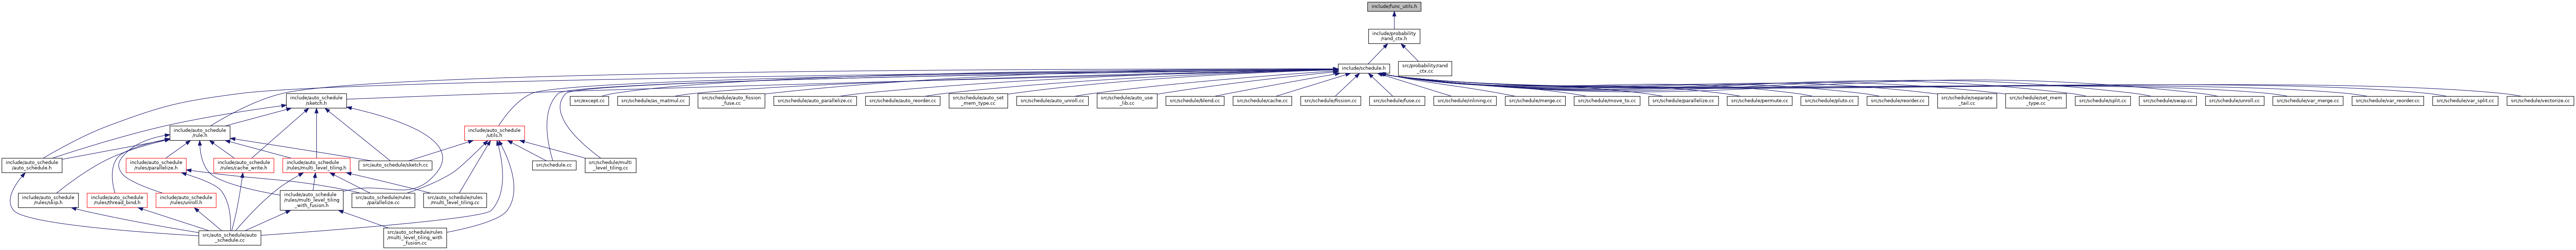 include/func_utils.h
include/probability
/rand_ctx.h
include/schedule.h
src/probability/rand
_ctx.cc
include/auto_schedule
/sketch.h
src/except.cc
src/schedule/as_matmul.cc
src/schedule/auto_fission
_fuse.cc
src/schedule/auto_parallelize.cc
src/schedule/auto_reorder.cc
src/schedule/auto_set
_mem_type.cc
src/schedule/auto_unroll.cc
src/schedule/auto_use
_lib.cc
src/schedule/blend.cc
src/schedule/cache.cc
src/schedule/fission.cc
src/schedule/fuse.cc
src/schedule/inlining.cc
src/schedule/merge.cc
src/schedule/move_to.cc
src/schedule/parallelize.cc
src/schedule/permute.cc
src/schedule/pluto.cc
src/schedule/reorder.cc
src/schedule/separate
_tail.cc
src/schedule/set_mem
_type.cc
src/schedule/split.cc
src/schedule/swap.cc
src/schedule/unroll.cc
src/schedule/var_merge.cc
src/schedule/var_reorder.cc
src/schedule/var_split.cc
src/schedule/vectorize.cc
include/auto_schedule
/rule.h
include/auto_schedule
/utils.h
include/auto_schedule
/auto_schedule.h
include/auto_schedule
/rules/parallelize.h
include/auto_schedule
/rules/cache_write.h
include/auto_schedule
/rules/multi_level_tiling.h
src/auto_schedule/sketch.cc
src/schedule.cc
src/schedule/multi
_level_tiling.cc
include/auto_schedule
/rules/skip.h
include/auto_schedule
/rules/thread_bind.h
include/auto_schedule
/rules/unroll.h
include/auto_schedule
/rules/multi_level_tiling
_with_fusion.h
src/auto_schedule/rules
/parallelize.cc
src/auto_schedule/rules
/multi_level_tiling.cc
src/auto_schedule/auto
_schedule.cc
src/auto_schedule/rules
/multi_level_tiling_with
_fusion.cc